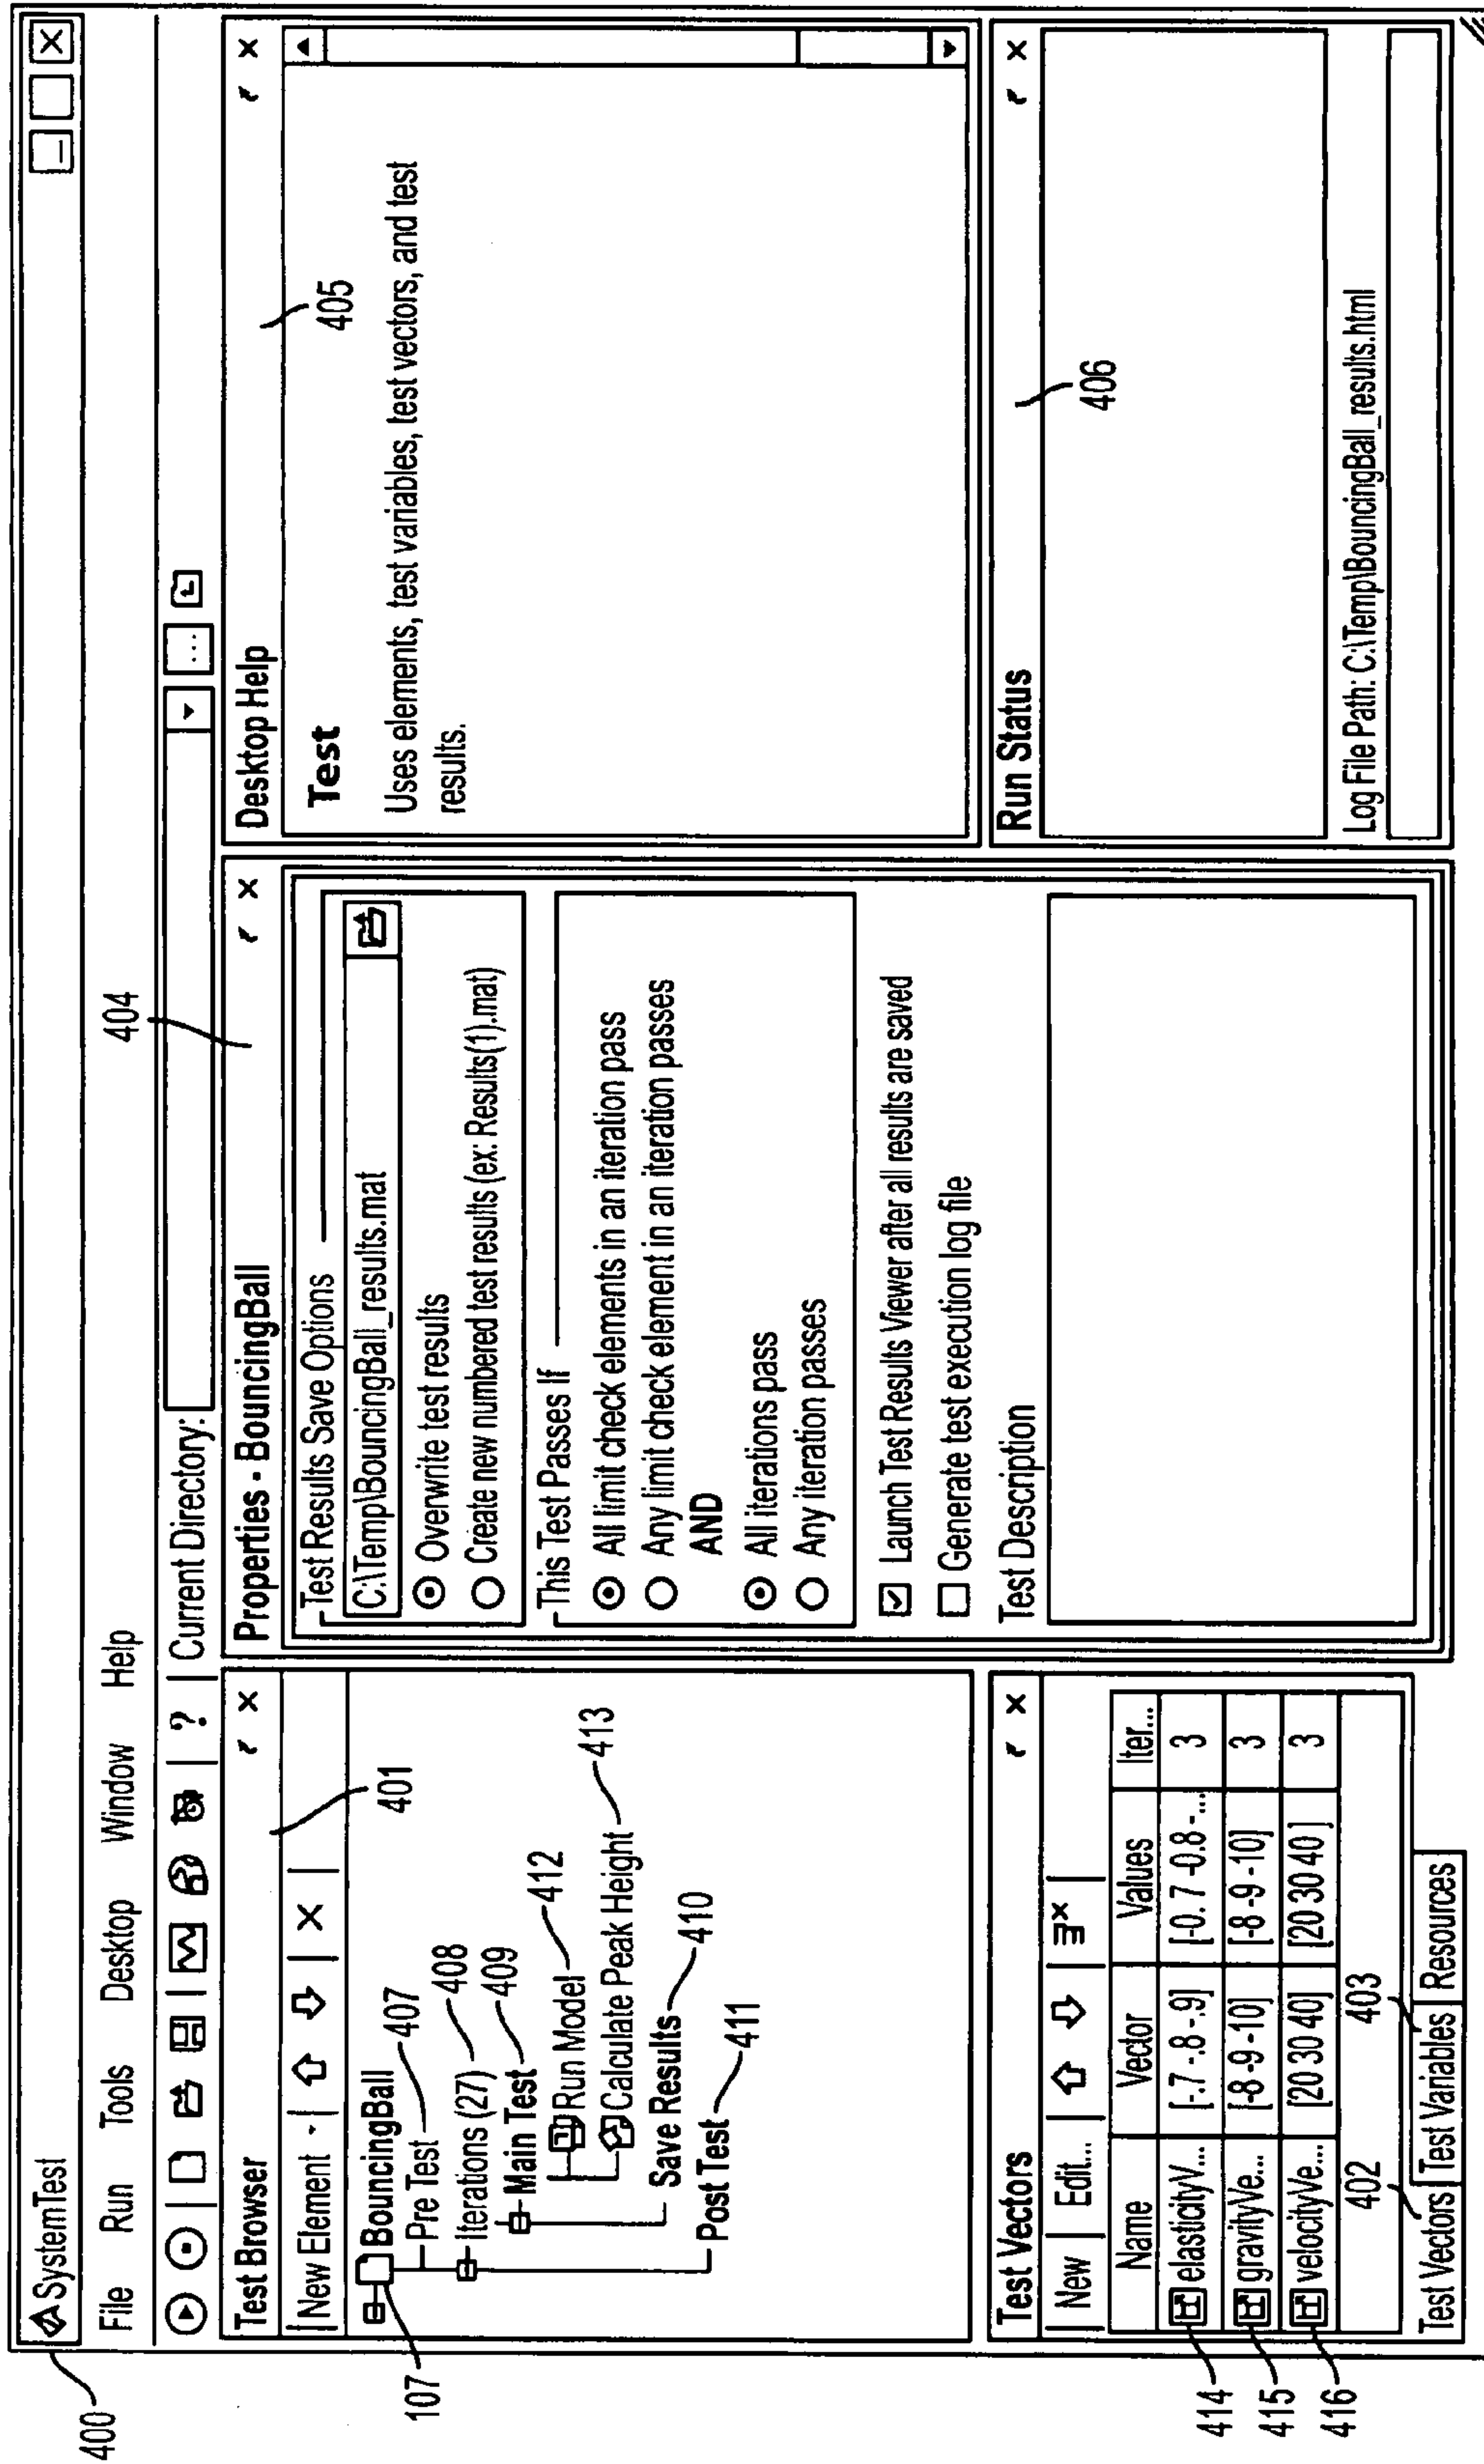 400
SystemTest
File Run Tools Desktop Window Help
? Current Directory: ...
404
Test Browser
New Element
401
BouncingBall
107
Pre Test 407
Iterations (27) 408
Main Test 409
Run Model 412
Calculate Peak Height 413
Save Results 410
Post Test 411
Test Vectors
New Edit...
Name Vector Values Iter...
414 elasticityV... [-.7 -.8 -.9] [-0.7 -0.8 -... 3
415 gravityVe... [-8 -9 -10] [-8 -9 -10] 3
416 velocityVe... [20 30 40] [20 30 40] 3
402 403
Test Vectors Test Variables Resources
Properties - BouncingBall
Test Results Save Options
C:\Temp\BouncingBall_results.mat
Overwrite test results
Create new numbered test results (ex: Results(1).mat)
This Test Passes If
All limit check elements in an iteration pass
Any limit check element in an iteration passes
AND
All iterations pass
Any iteration passes
Launch Test Results Viewer after all results are saved
Generate test execution log file
Test Description
Desktop Help
405
Test
Uses elements, test variables, test vectors, and test
results.
Run Status
406
Log File Path: C:\Temp\BouncingBall_results.html